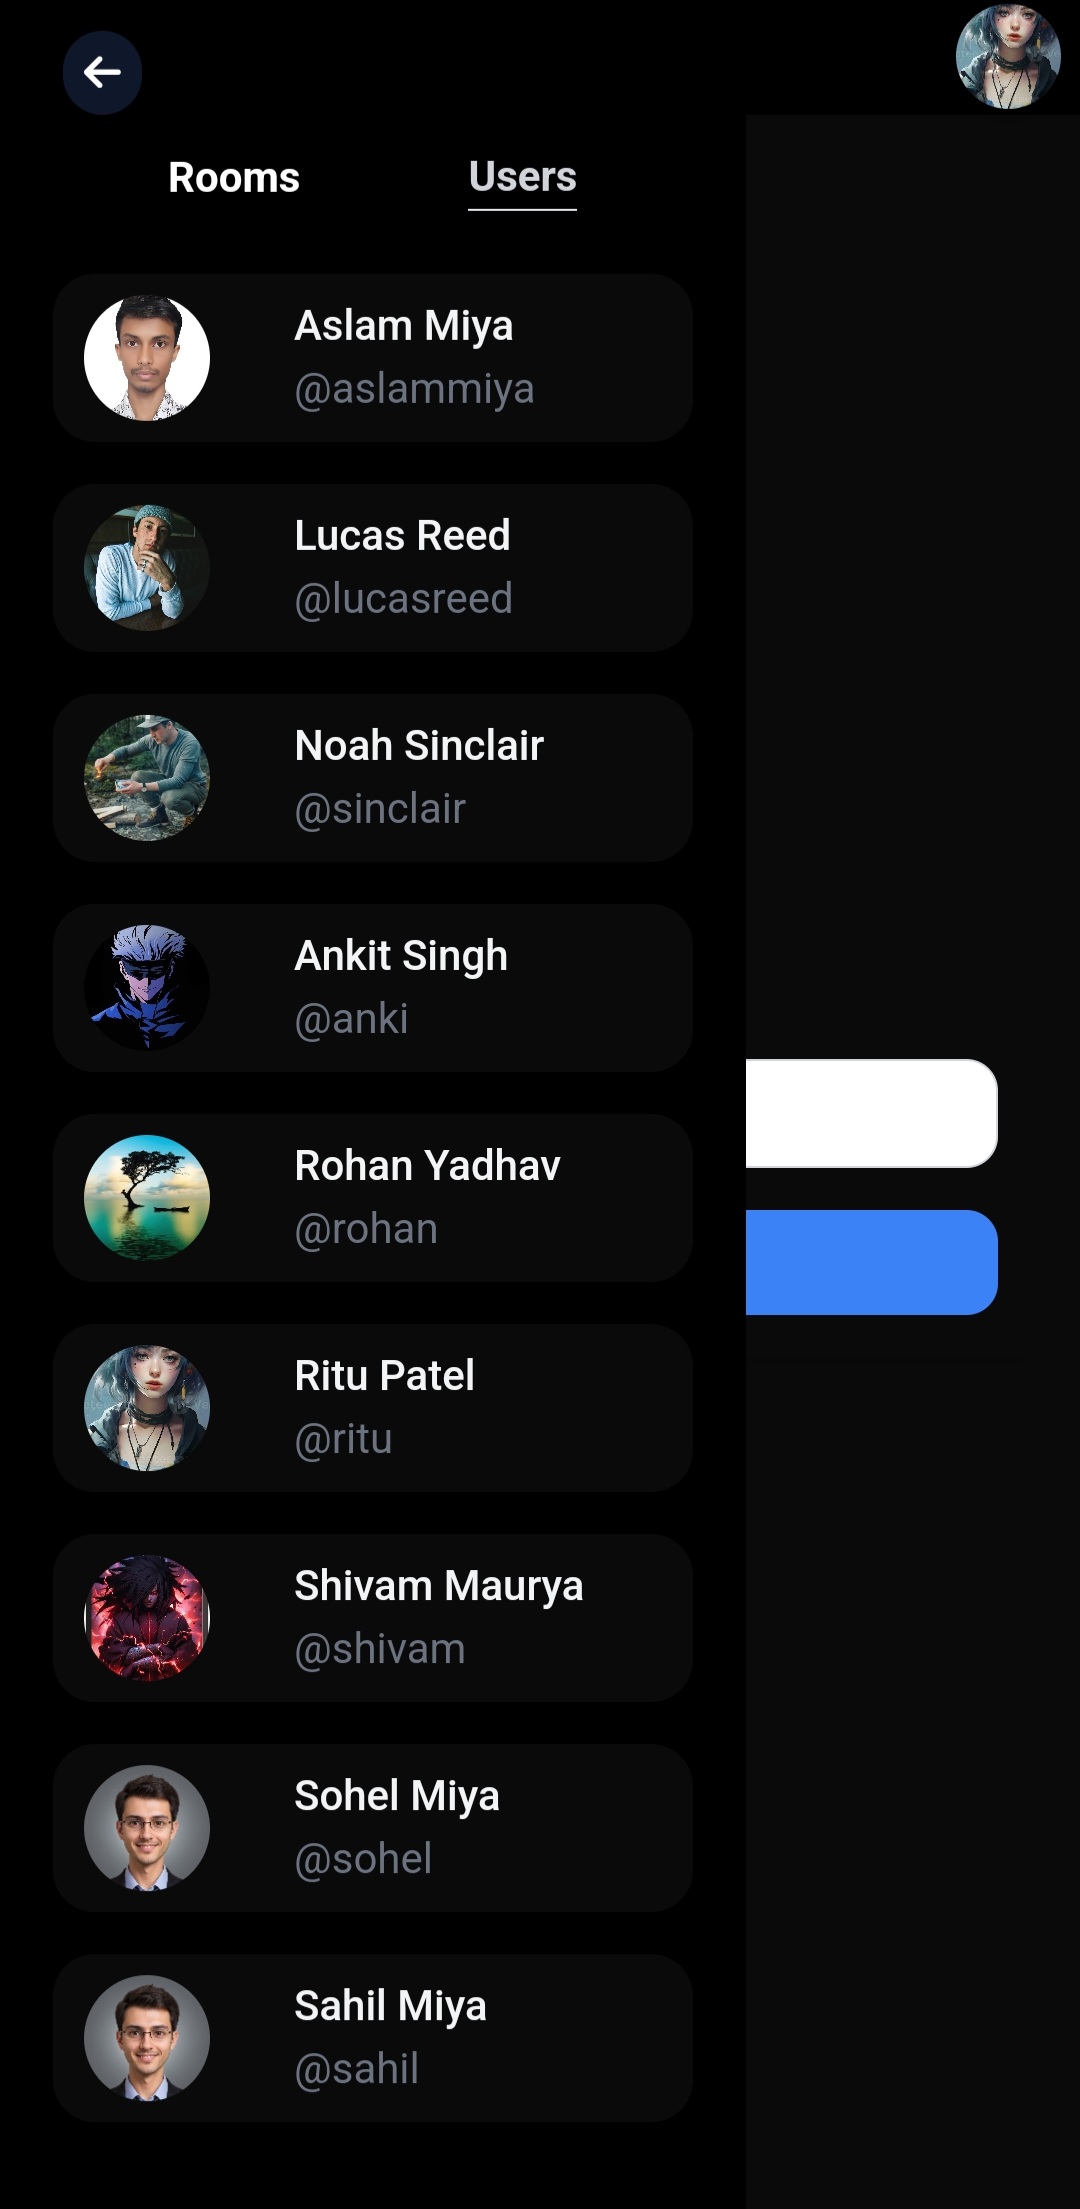 Rooms
Users
Aslam Miya
@aslammiya
Lucas Reed
@lucasreed
Noah Sinclair
@sinclair
Ankit Singh
@anki
Rohan Yadhav
@rohan
Ritu Patel
@ritu
Shivam Maurya
@shivam
Sohel Miya
@sohel
Sahil Miya
@sahil